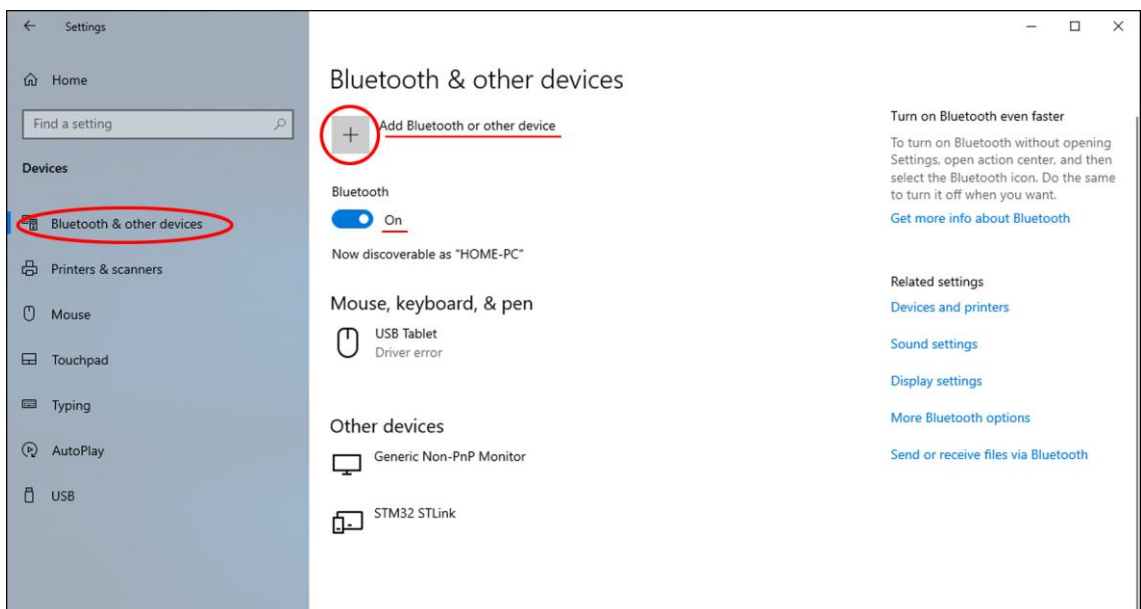 Settings
Home
Find a setting
Devices
Bluetooth & other devices
Printers & scanners
Mouse
Touchpad
Typing
AutoPlay
USB
Bluetooth & other devices
Add Bluetooth or other device
Bluetooth
On
Now discoverable as "HOME-PC"
Mouse, keyboard, & pen
USB Tablet
Driver error
Other devices
Generic Non-PnP Monitor
STM32 STLink
Turn on Bluetooth even faster
To turn on Bluetooth without opening
Settings, open action center, and then
select the Bluetooth icon. Do the same
to turn it off when you want.
Get more info about Bluetooth
Related settings
Devices and printers
Sound settings
Display settings
More Bluetooth options
Send or receive files via Bluetooth